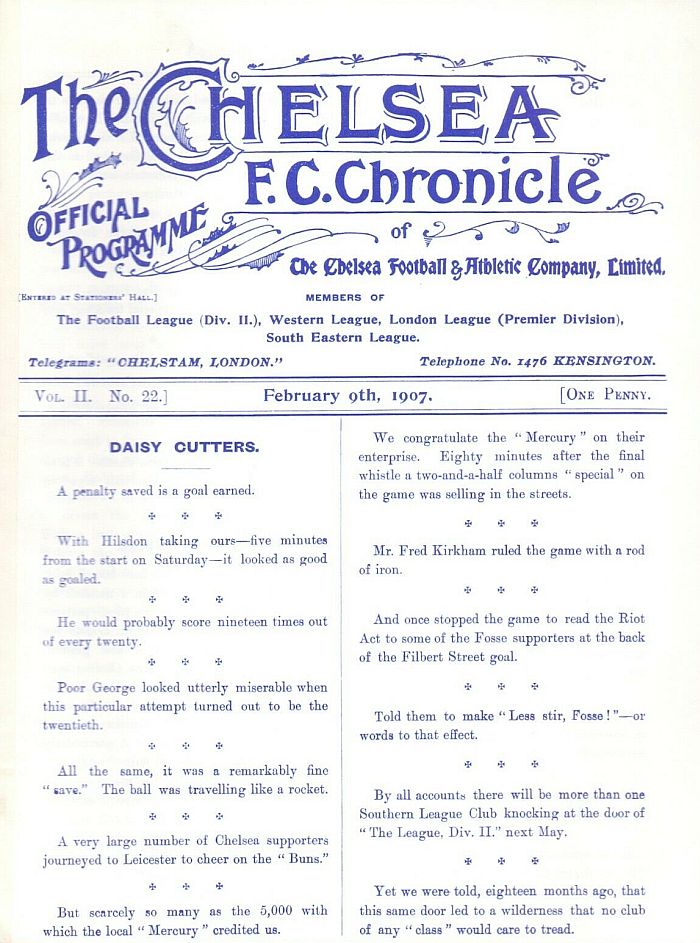 The Chelsea
F.C. Chronicle
Official
Programme
of
The Chelsea Football & Athletic Company, Limited.
[Entered at Stationers' Hall.]
MEMBERS OF
The Football League (Div. II.), Western League, London League (Premier Division),
South Eastern League.
Telegrams: "CHELSTAM, LONDON."
Telephone No. 1476 KENSINGTON.
Vol. II. No. 22.]
February 9th, 1907.
[One Penny.
DAISY CUTTERS.
A penalty saved is a goal earned.
With Hilsdon taking ours—five minutes
from the start on Saturday—it looked as good
as goaled.
He would probably score nineteen times out
of every twenty.
Poor George looked utterly miserable when
this particular attempt turned out to be the
twentieth.
All the same, it was a remarkably fine
"save." The ball was travelling like a rocket.
A very large number of Chelsea supporters
journeyed to Leicester to cheer on the "Buns."
But scarcely so many as the 5,000 with
which the local "Mercury" credited us.
We congratulate the "Mercury" on their
enterprise. Eighty minutes after the final
whistle a two-and-a-half columns "special" on
the game was selling in the streets.
Mr. Fred Kirkham ruled the game with a rod
of iron.
And once stopped the game to read the Riot
Act to some of the Fosse supporters at the back
of the Filbert Street goal.
Told them to make "Less stir, Fosse!"—or
words to that effect.
By all accounts there will be more than one
Southern League Club knocking at the door of
"The League, Div. II." next May.
Yet we were told, eighteen months ago, that
this same door led to a wilderness that no club
of any "class" would care to tread.